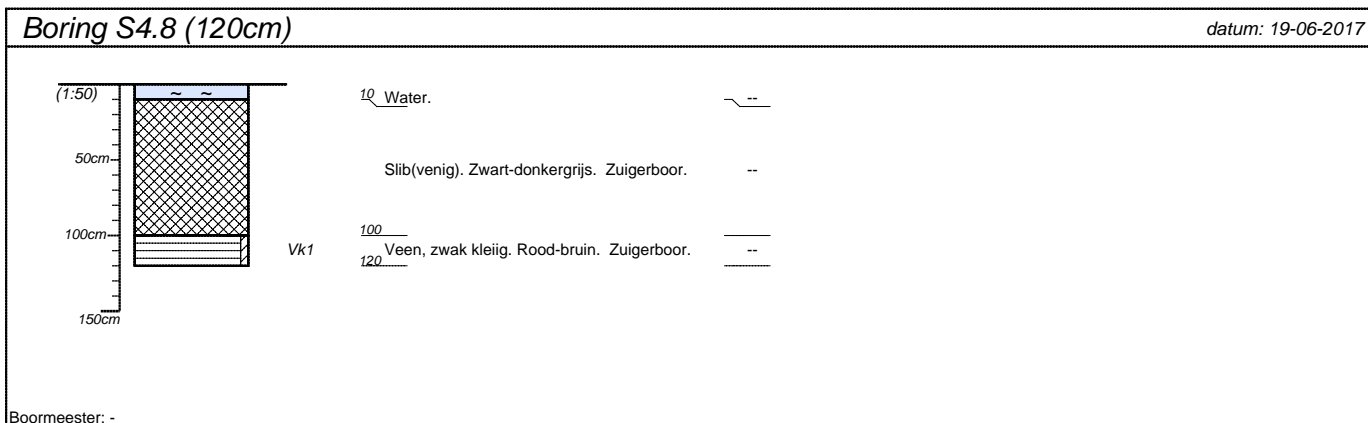 Boring S4.8 (120cm) datum: 19-06-2017
(1:50) ~ ~ 10 Water. --
50cm Slib(venig). Zwart-donkergrijs. Zuigerboor. --
100cm 100
Vk1 Veen, zwak kleiig. Rood-bruin. Zuigerboor. --
120
150cm
Boormeester: -